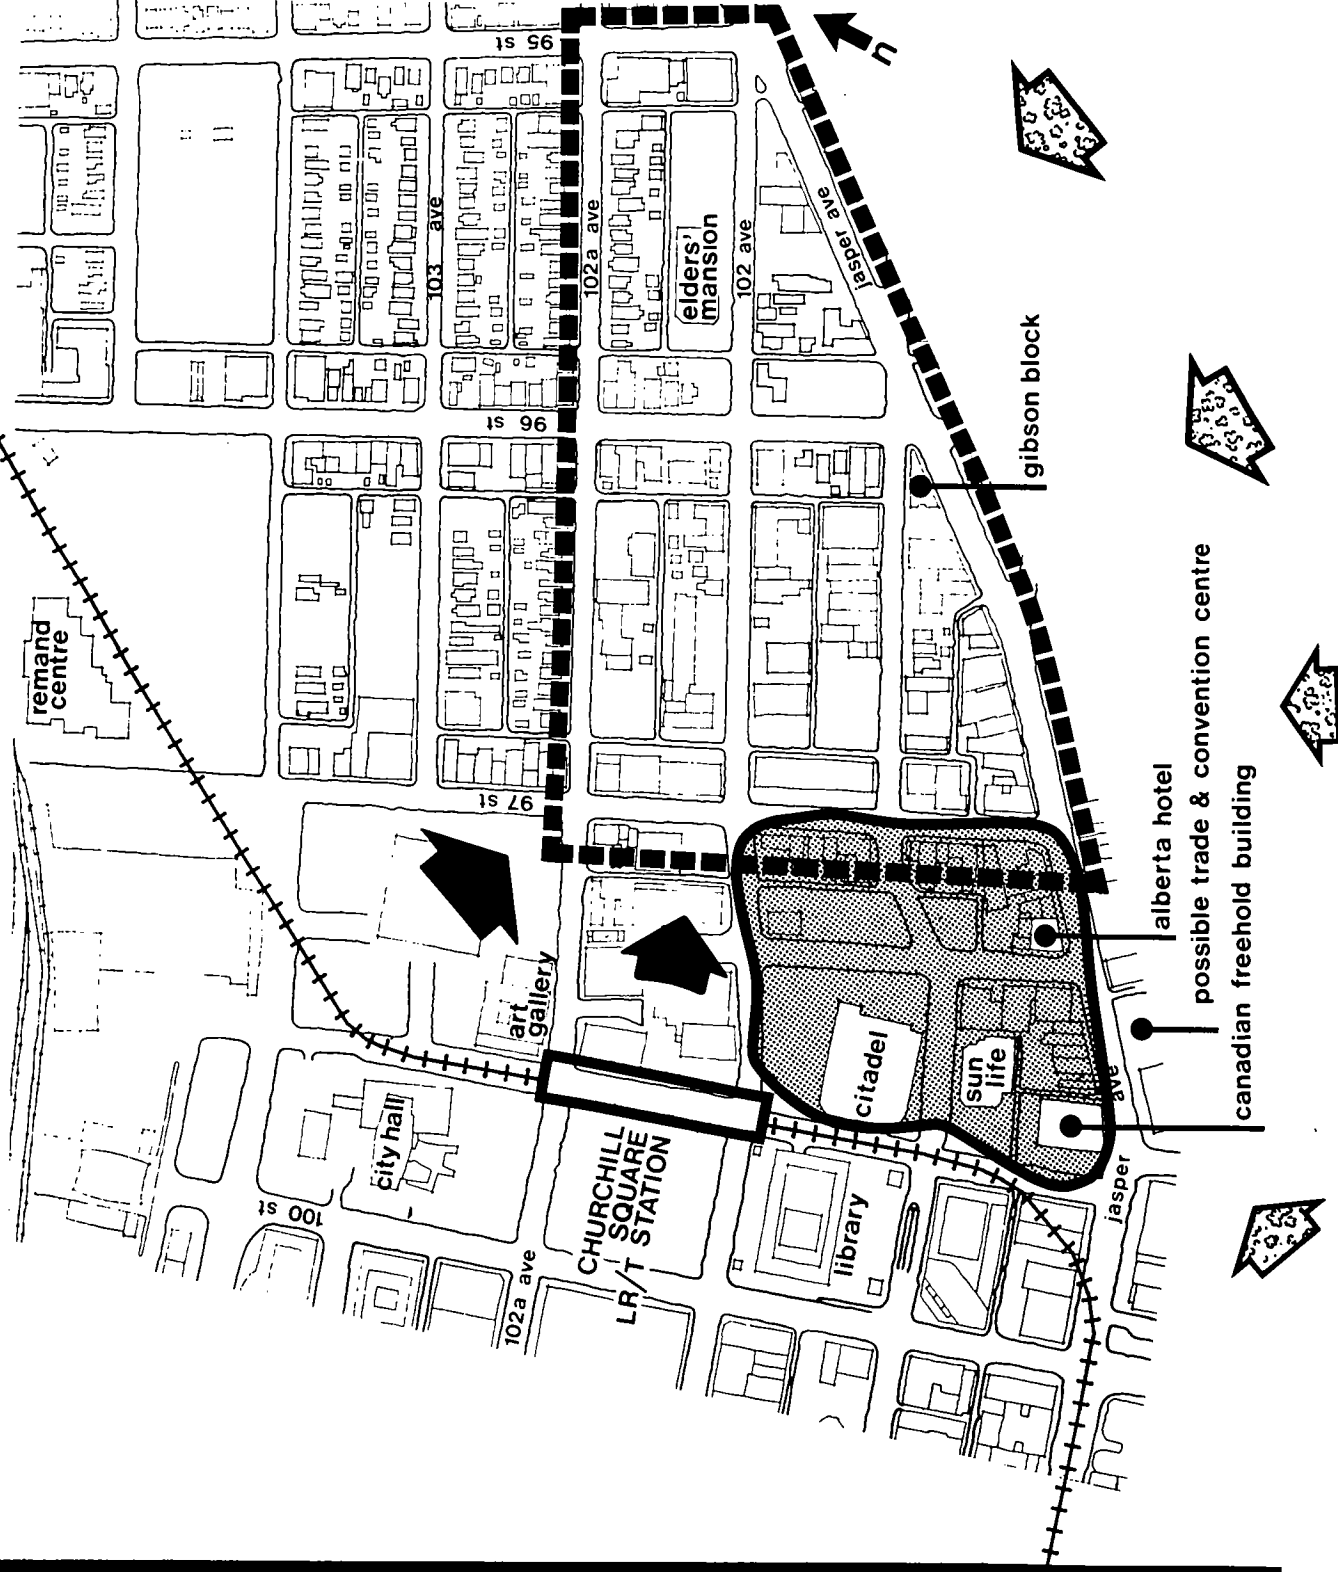 95 st
n
103 ave
102a ave
elders'
mansion
102 ave
jasper ave
96 st
gibson block
remand
centre
97 st
art
gallery
alberta hotel
possible trade & convention centre
canadian freehold building
citadel
sun
life
city hall
100 st
102a ave
CHURCHILL
SQUARE
LR/T STATION
library
jasper ave